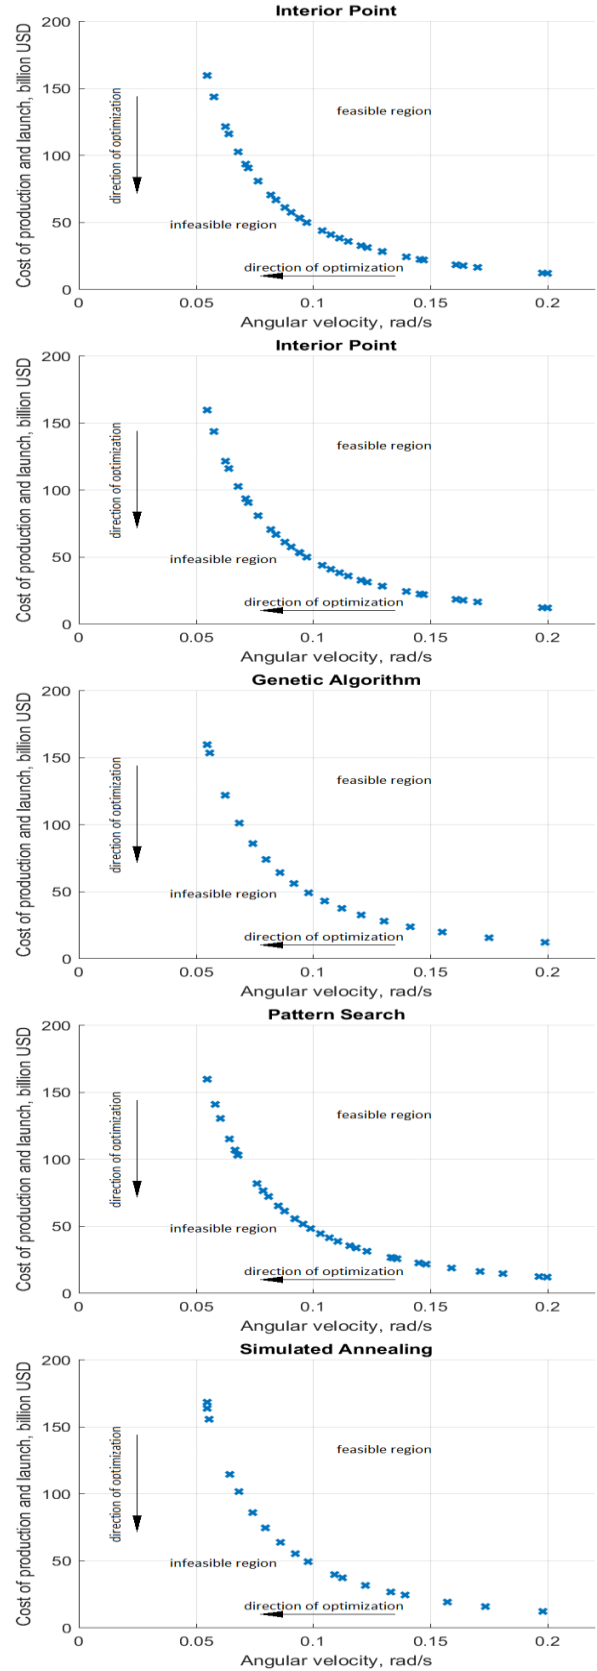 Interior Point
Cost of production and launch, billion USD
200
150
100
50
0
direction of optimization
feasible region
infeasible region
direction of optimization
0
0.05
0.1
0.15
0.2
Angular velocity, rad/s
Interior Point
Cost of production and launch, billion USD
200
150
100
50
0
direction of optimization
feasible region
infeasible region
direction of optimization
0
0.05
0.1
0.15
0.2
Angular velocity, rad/s
Genetic Algorithm
Cost of production and launch, billion USD
200
150
100
50
0
direction of optimization
feasible region
infeasible region
direction of optimization
0
0.05
0.1
0.15
0.2
Angular velocity, rad/s
Pattern Search
Cost of production and launch, billion USD
200
150
100
50
0
direction of optimization
feasible region
infeasible region
direction of optimization
0
0.05
0.1
0.15
0.2
Angular velocity, rad/s
Simulated Annealing
Cost of production and launch, billion USD
200
150
100
50
0
direction of optimization
feasible region
infeasible region
direction of optimization
0
0.05
0.1
0.15
0.2
Angular velocity, rad/s